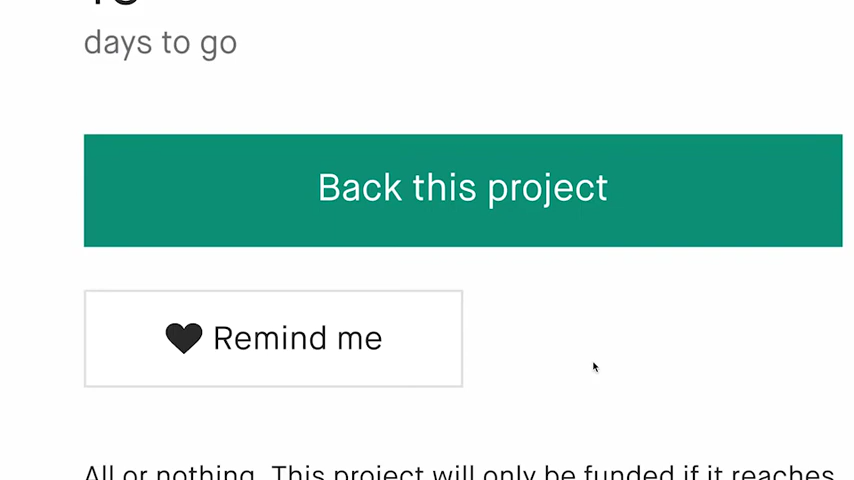 days to go
Back this project
Remind me
All or nothing. This project will only be funded if it reaches